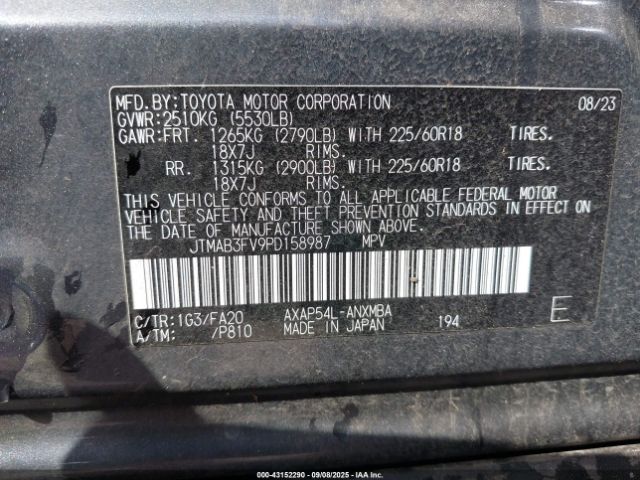 MFD.BY:TOYOTA MOTOR CORPORATION 08/23
GVWR:2510KG (5530LB)
GAWR:FRT. 1265KG (2790LB) WITH 225/60R18 TIRES.
18X7J RIMS.
RR. 1315KG (2900LB) WITH 225/60R18 TIRES.
18X7J RIMS.
THIS VEHICLE CONFORMS TO ALL APPLICABLE FEDERAL MOTOR
VEHICLE SAFETY AND THEFT PREVENTION STANDARDS IN EFFECT ON
THE DATE OF MANUFACTURE SHOWN ABOVE.
JTMAB3FV9PD158987 MPV
C/TR:1G3/FA20 AXAP54L-ANXMBA
A/TM: /P810 MADE IN JAPAN 194 E
000-43152290 - 09/08/2025 - IAA Inc.